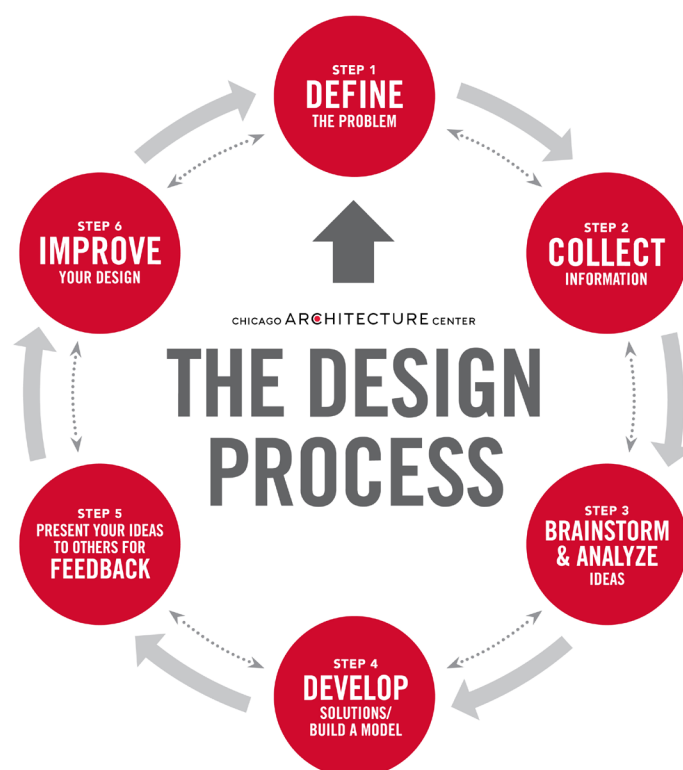 STEP 1
DEFINE
THE PROBLEM
STEP 2
COLLECT
INFORMATION
STEP 3
BRAINSTORM
& ANALYZE
IDEAS
STEP 4
DEVELOP
SOLUTIONS/
BUILD A MODEL
STEP 5
PRESENT YOUR IDEAS
TO OTHERS FOR
FEEDBACK
STEP 6
IMPROVE
YOUR DESIGN
CHICAGO ARCHITECTURE CENTER
THE DESIGN
PROCESS